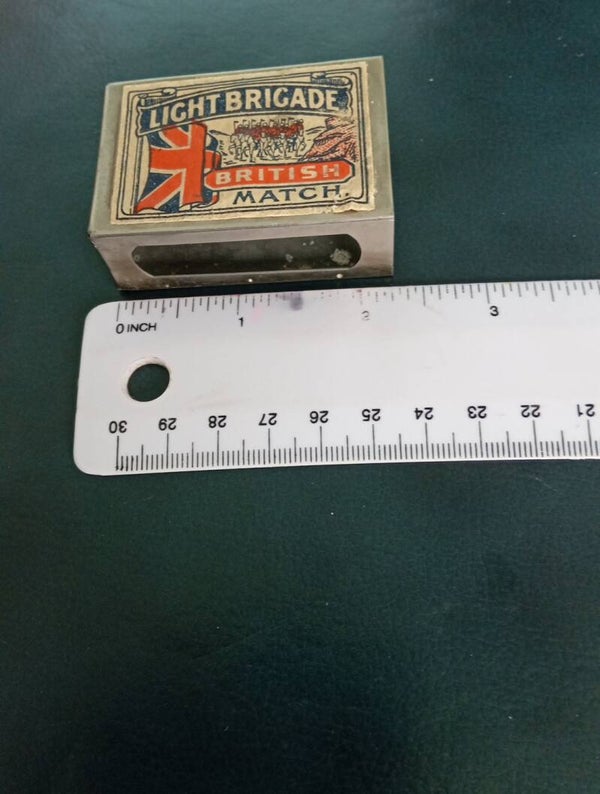 LIGHT BRIGADE
BRITISH
MATCH.
0 INCH 1 2 3
30 29 28 27 26 25 24 23 22 21